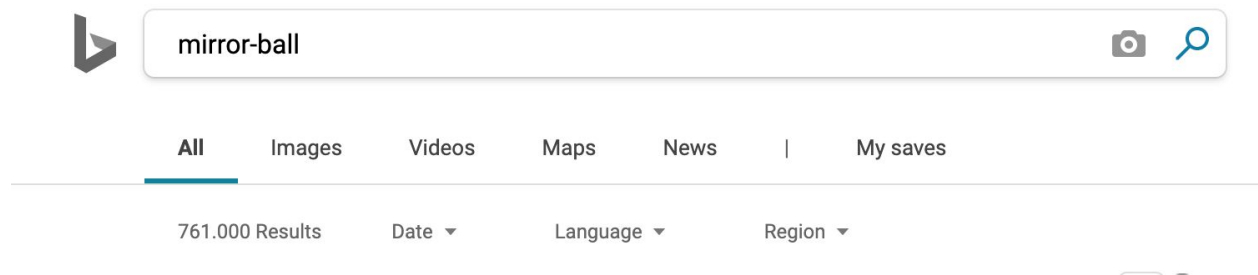 mirror-ball
All Images Videos Maps News | My saves
761.000 Results Date Language Region